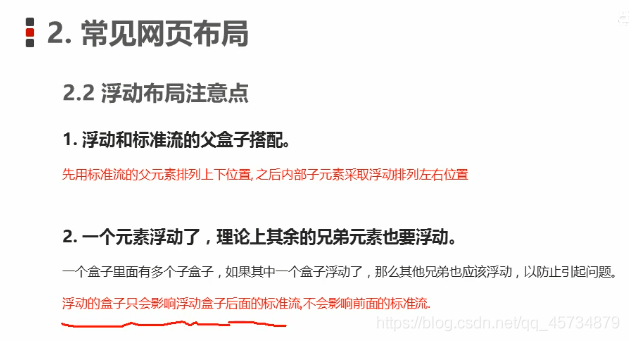 2. 常见网页布局
2.2 浮动布局注意点
1. 浮动和标准流的父盒子搭配。
先用标准流的父元素排列上下位置, 之后内部子元素采取浮动排列左右位置
2. 一个元素浮动了，理论上其余的兄弟元素也要浮动。
一个盒子里面有多个子盒子，如果其中一个盒子浮动了，那么其他兄弟也应该浮动，以防止引起问题。
浮动的盒子只会影响浮动盒子后面的标准流,不会影响前面的标准流.
https://blog.csdn.net/qq_45734879